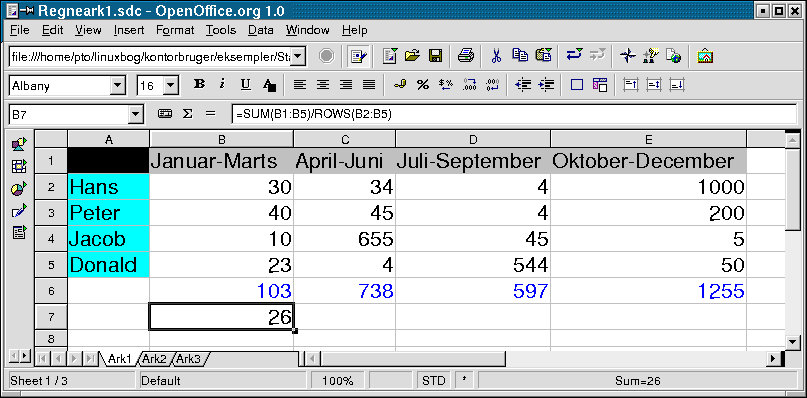 Regneark1.sdc - OpenOffice.org 1.0
File Edit View Insert Format Tools Data Window Help
file:///home/pto/linuxbog/kontorbruger/eksempler/Sta
Albany 16 B i U A
B7 Σ = =SUM(B1:B5)/ROWS(B2:B5)
A B C D E
1 Januar-Marts April-Juni Juli-September Oktober-December
2 Hans 30 34 4 1000
3 Peter 40 45 4 200
4 Jacob 10 655 45 5
5 Donald 23 4 544 50
6 103 738 597 1255
7 26
8
Ark1 Ark2 Ark3
Sheet 1 / 3 Default 100% STD * Sum=26